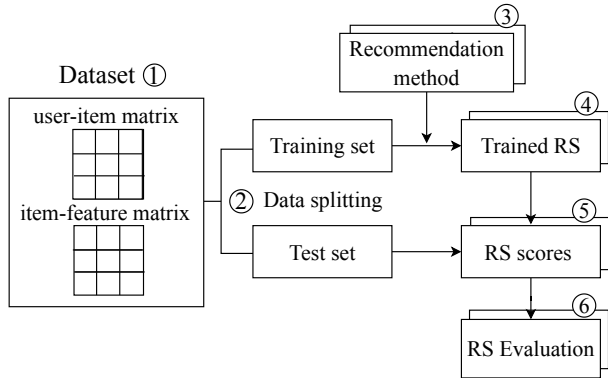 Dataset ①
user-item matrix
item-feature matrix
② Data splitting
Training set
Test set
③
Recommendation
method
④
Trained RS
⑤
RS scores
⑥
RS Evaluation